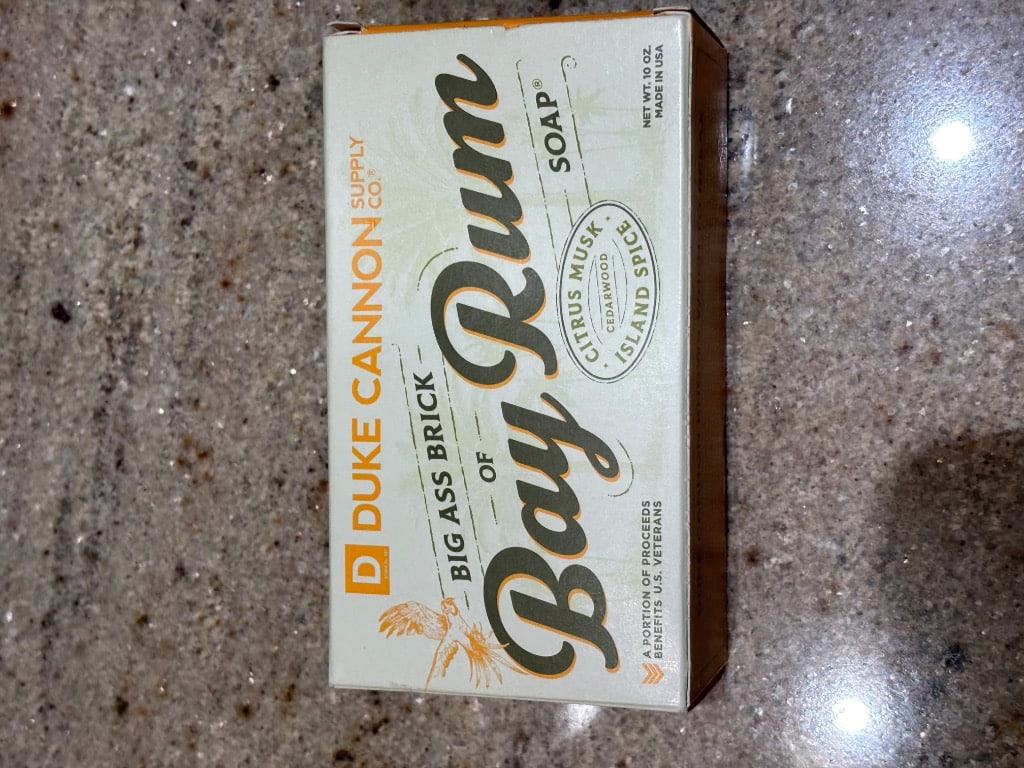 D DUKE CANNON SUPPLY CO.®
BIG ASS BRICK
OF
Bay Rum
SOAP®
CITRUS MUSK
CEDARWOOD
ISLAND SPICE
A PORTION OF PROCEEDS
BENEFITS U.S. VETERANS
NET WT. 10 OZ.
MADE IN USA